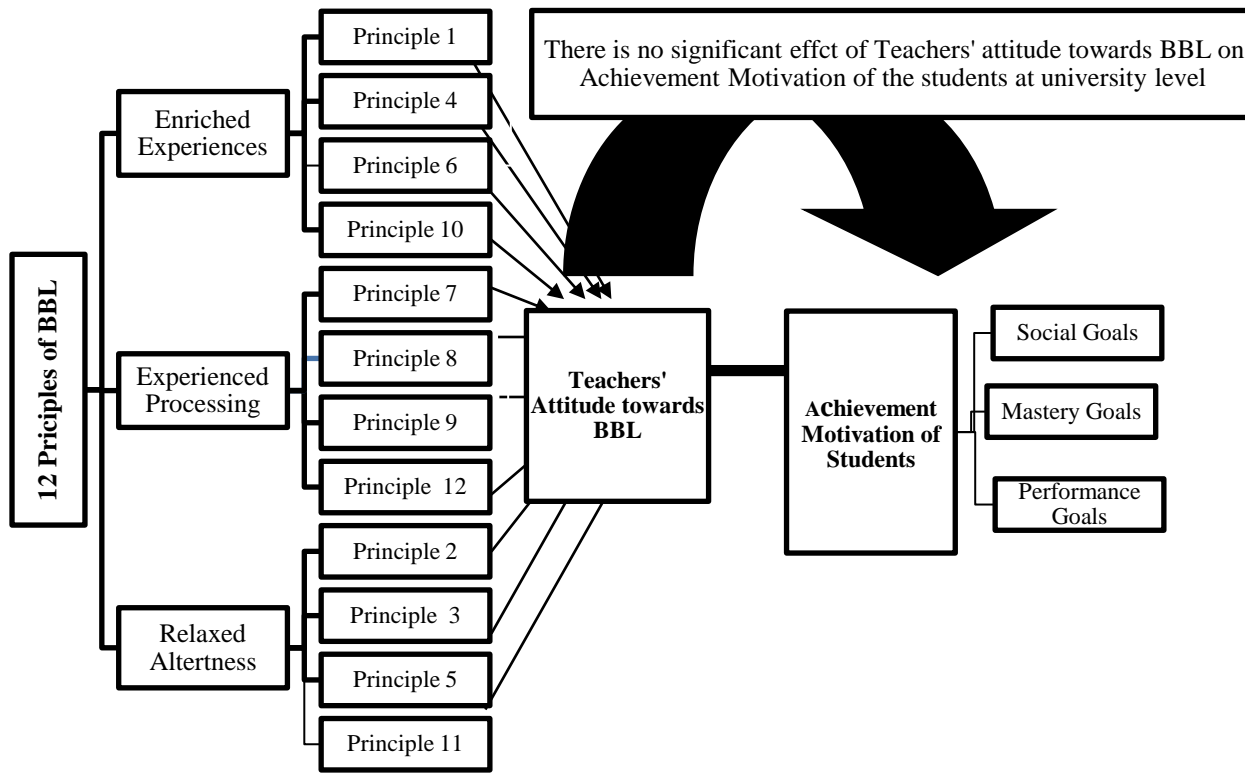 Principle 1
There is no significant effct of Teachers' attitude towards BBL on
Achievement Motivation of the students at university level
Enriched
Experiences
Principle 4
Principle 6
Principle 10
12 Priciples of BBL
Experienced
Processing
Principle 7
Principle 8
Principle 9
Principle 12
Relaxed
Altertness
Principle 2
Principle 3
Principle 5
Principle 11
Teachers'
Attitude towards
BBL
Achievement
Motivation of
Students
Social Goals
Mastery Goals
Performance
Goals